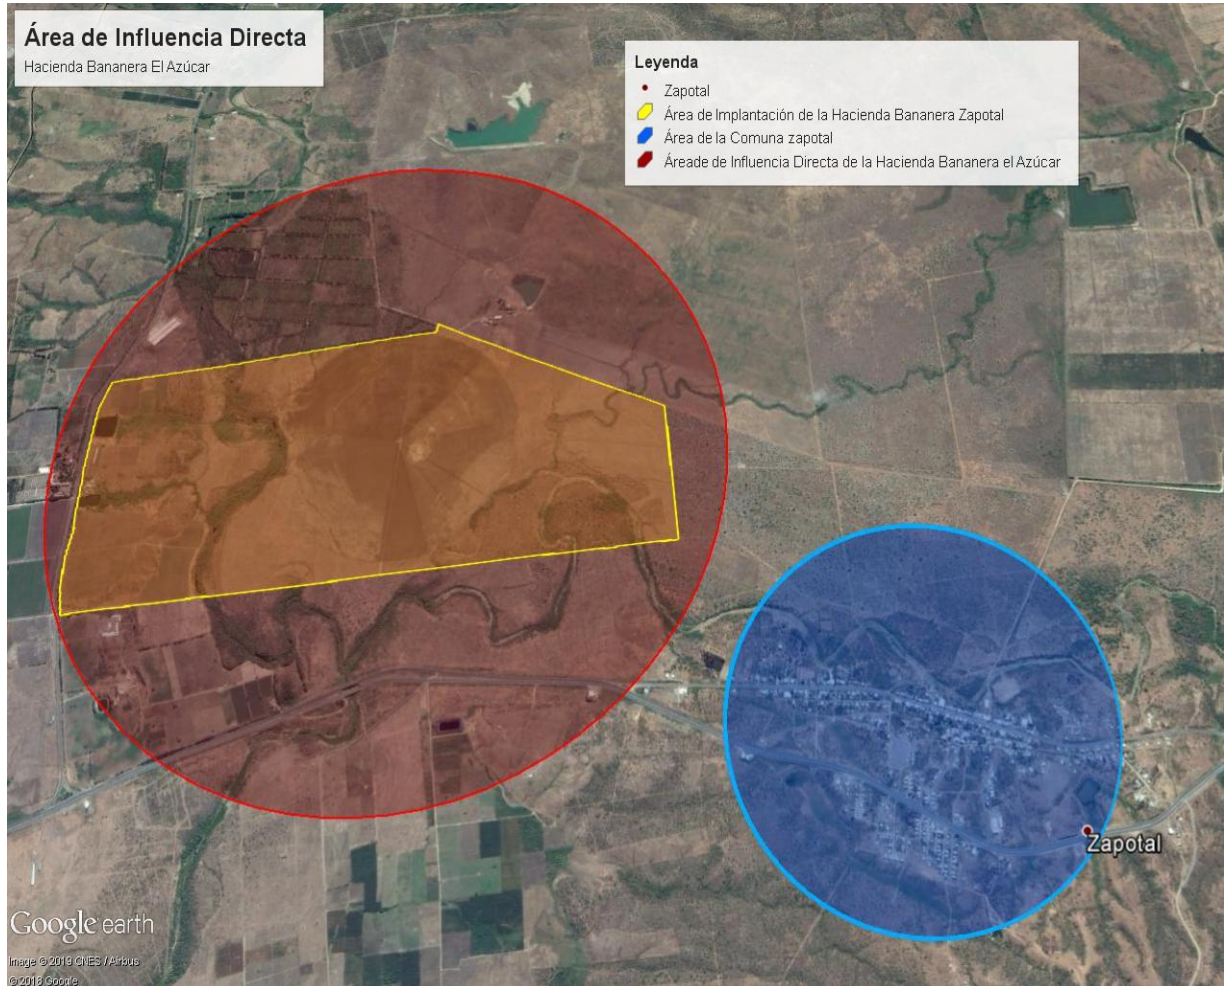 Área de Influencia Directa
Hacienda Bananera El Azúcar
Leyenda
Zapotal
Área de Implantación de la Hacienda Bananera Zapotal
Área de la Comuna zapotal
Áreade de Influencia Directa de la Hacienda Bananera el Azúcar
Zapotal
Google earth
Image © 2019 CNES / Airbus
© 2018 Google